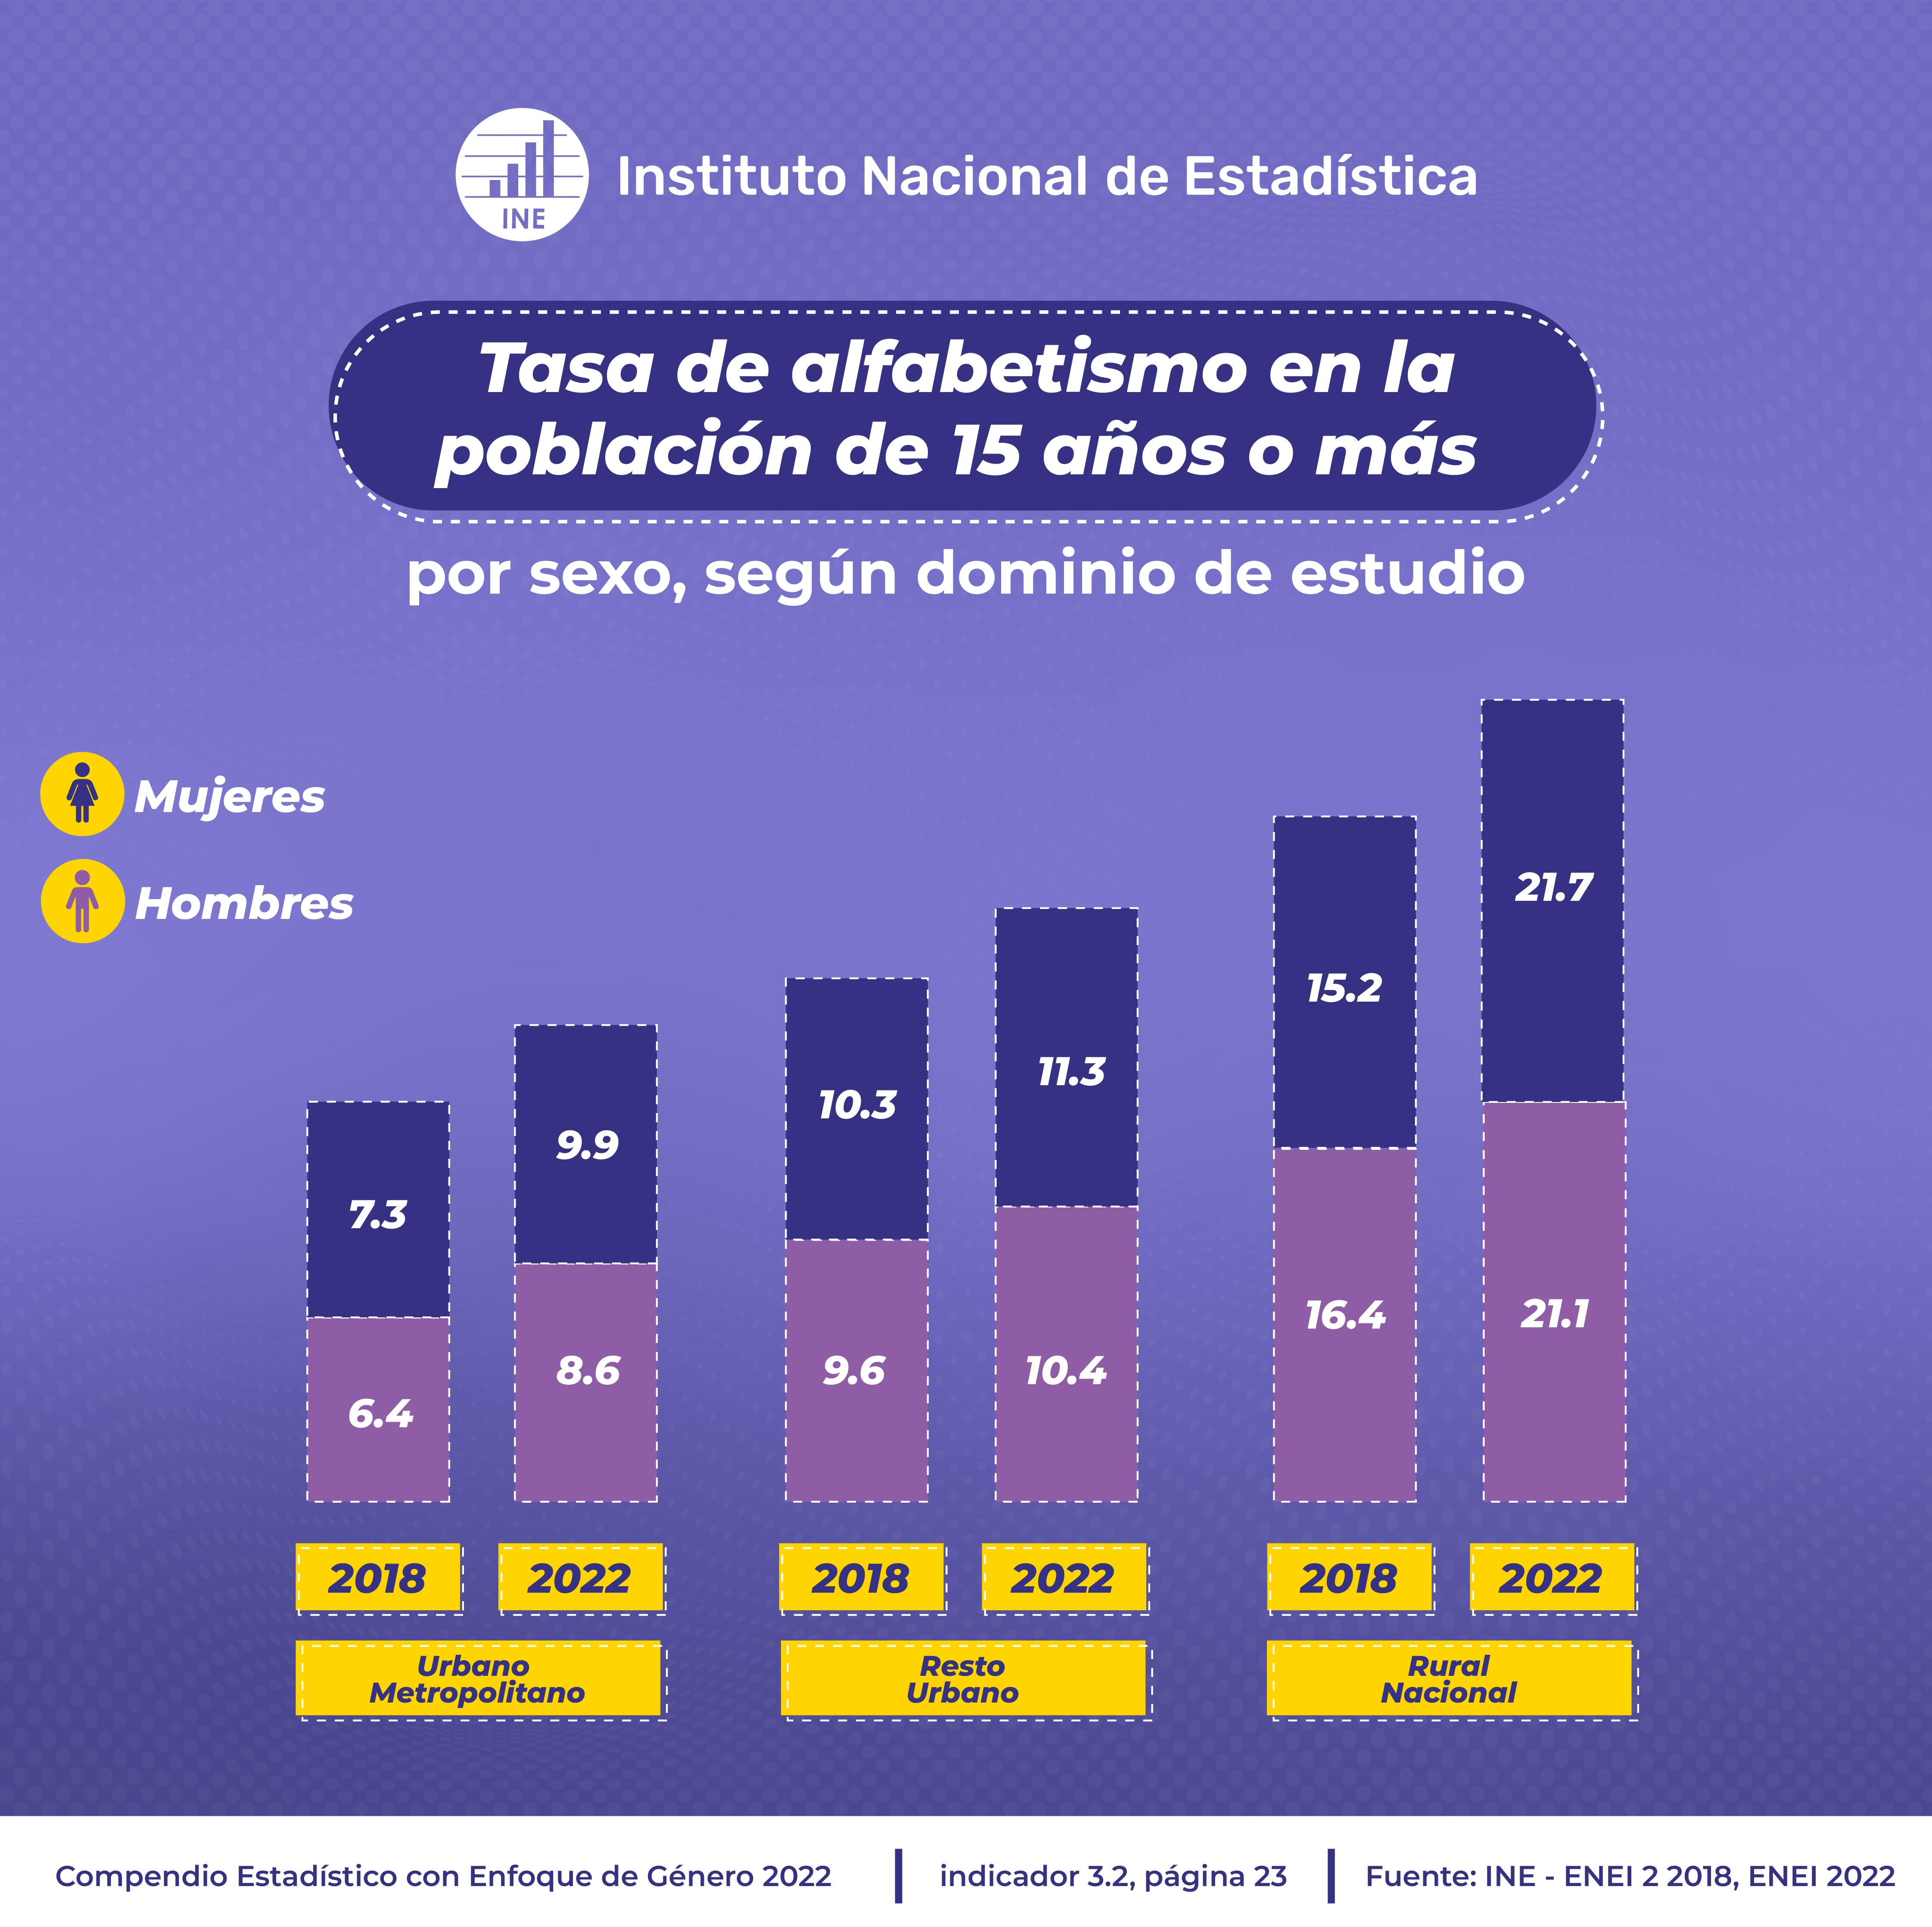 INE
Instituto Nacional de Estadística
Tasa de alfabetismo en la
población de 15 años o más
por sexo, según dominio de estudio
Mujeres
Hombres
7.3
6.4
9.9
8.6
10.3
9.6
11.3
10.4
15.2
16.4
21.7
21.1
2018
2022
2018
2022
2018
2022
Urbano
Metropolitano
Resto
Urbano
Rural
Nacional
Compendio Estadístico con Enfoque de Género 2022
indicador 3.2, página 23
Fuente: INE - ENEI 2 2018, ENEI 2022